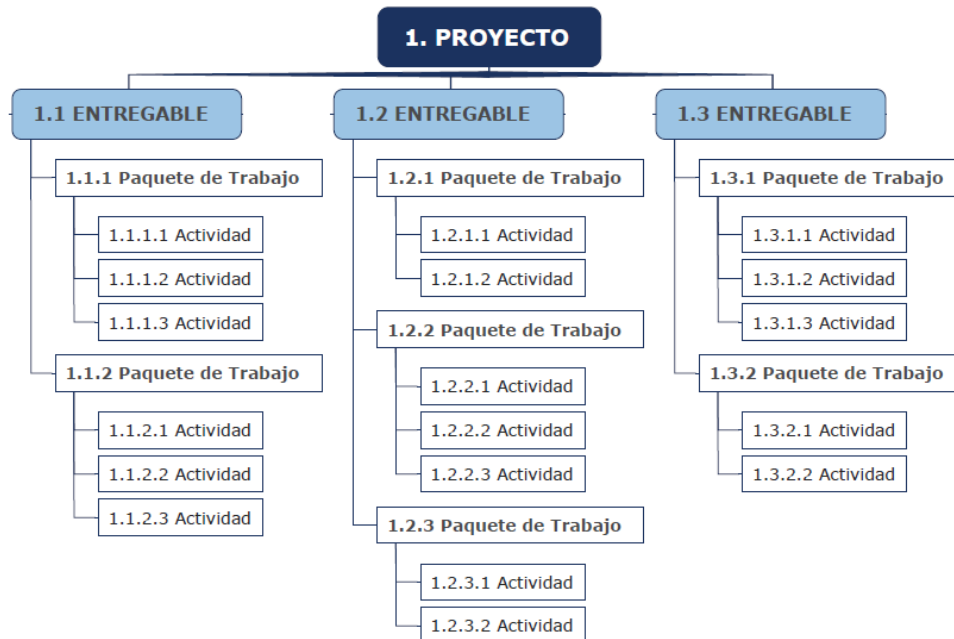 1. PROYECTO
1.1 ENTREGABLE
1.1.1 Paquete de Trabajo
1.1.1.1 Actividad
1.1.1.2 Actividad
1.1.1.3 Actividad
1.1.2 Paquete de Trabajo
1.1.2.1 Actividad
1.1.2.2 Actividad
1.1.2.3 Actividad
1.2 ENTREGABLE
1.2.1 Paquete de Trabajo
1.2.1.1 Actividad
1.2.1.2 Actividad
1.2.2 Paquete de Trabajo
1.2.2.1 Actividad
1.2.2.2 Actividad
1.2.2.3 Actividad
1.2.3 Paquete de Trabajo
1.2.3.1 Actividad
1.2.3.2 Actividad
1.3 ENTREGABLE
1.3.1 Paquete de Trabajo
1.3.1.1 Actividad
1.3.1.2 Actividad
1.3.1.3 Actividad
1.3.2 Paquete de Trabajo
1.3.2.1 Actividad
1.3.2.2 Actividad